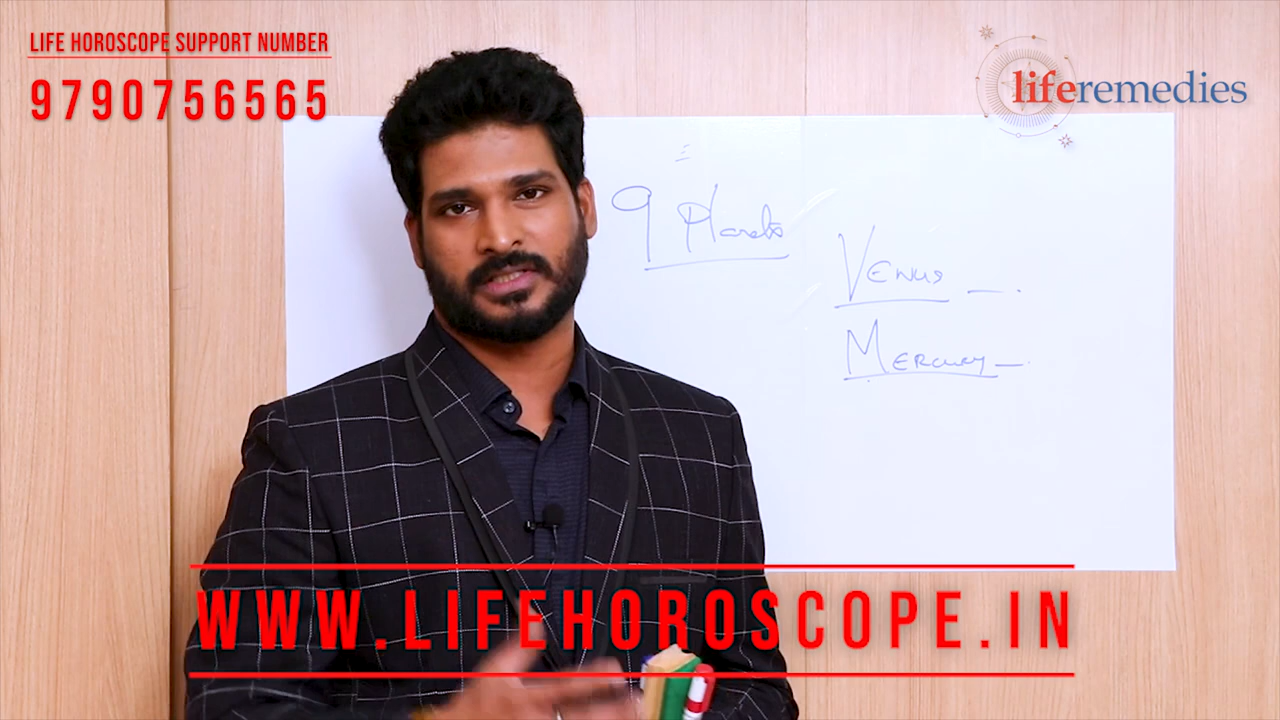 LIFE HOROSCOPE SUPPORT NUMBER
9790756565
liferemedies
9 Planets
Venus
Mercury
WWW.LIFEHOROSCOPE.IN